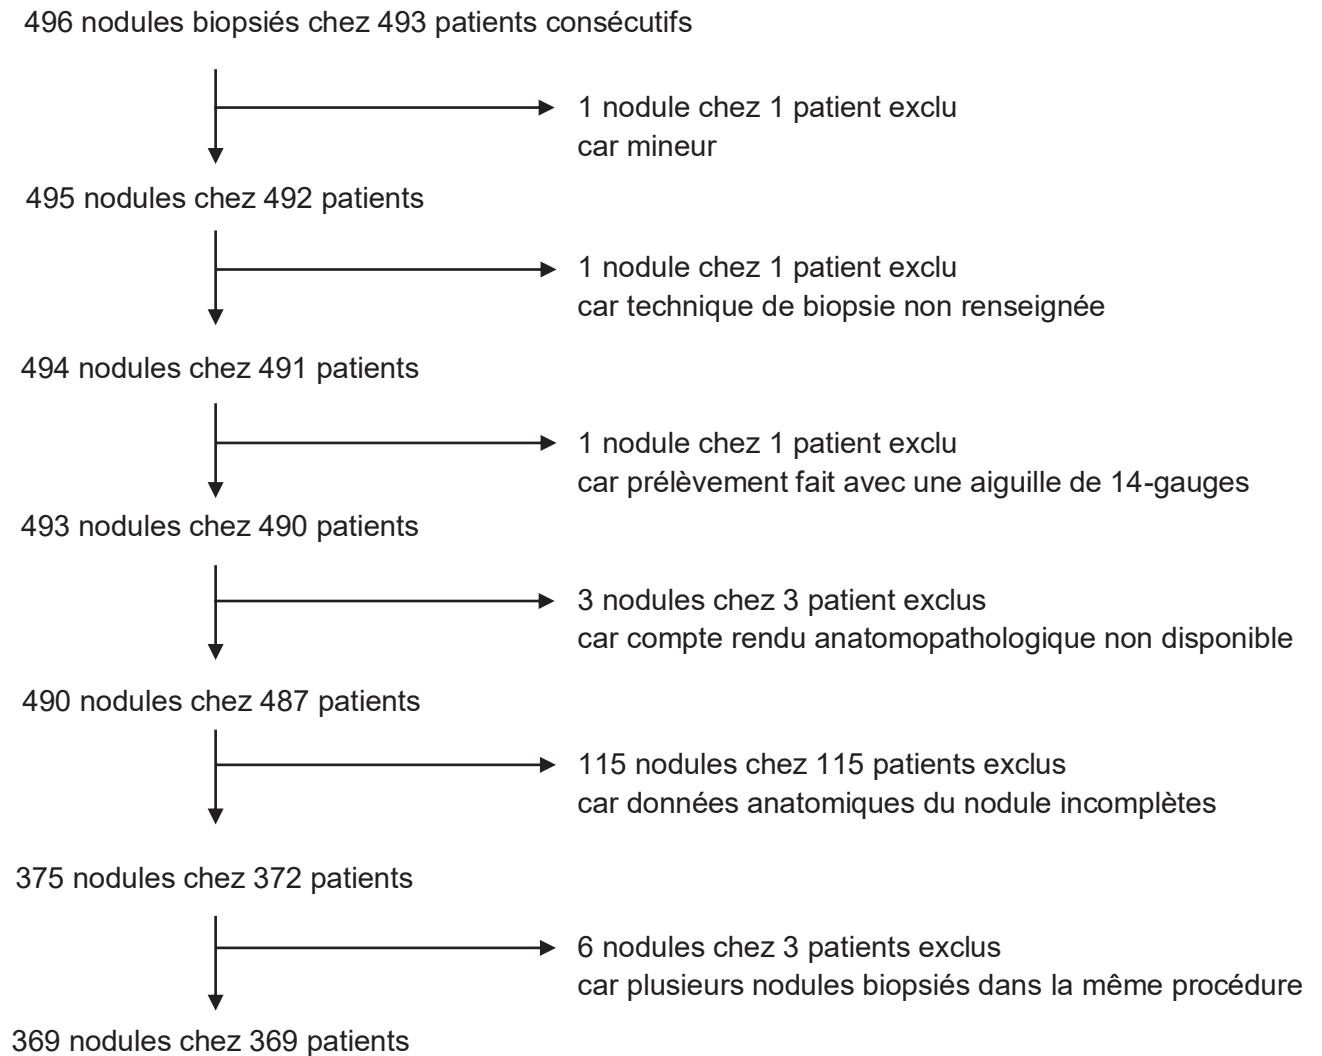 496 nodules biopsiés chez 493 patients consécutifs
1 nodule chez 1 patient exclu
car mineur
495 nodules chez 492 patients
1 nodule chez 1 patient exclu
car technique de biopsie non renseignée
494 nodules chez 491 patients
1 nodule chez 1 patient exclu
car prélèvement fait avec une aiguille de 14-gauges
493 nodules chez 490 patients
3 nodules chez 3 patient exclus
car compte rendu anatomopathologique non disponible
490 nodules chez 487 patients
115 nodules chez 115 patients exclus
car données anatomiques du nodule incomplètes
375 nodules chez 372 patients
6 nodules chez 3 patients exclus
car plusieurs nodules biopsiés dans la même procédure
369 nodules chez 369 patients